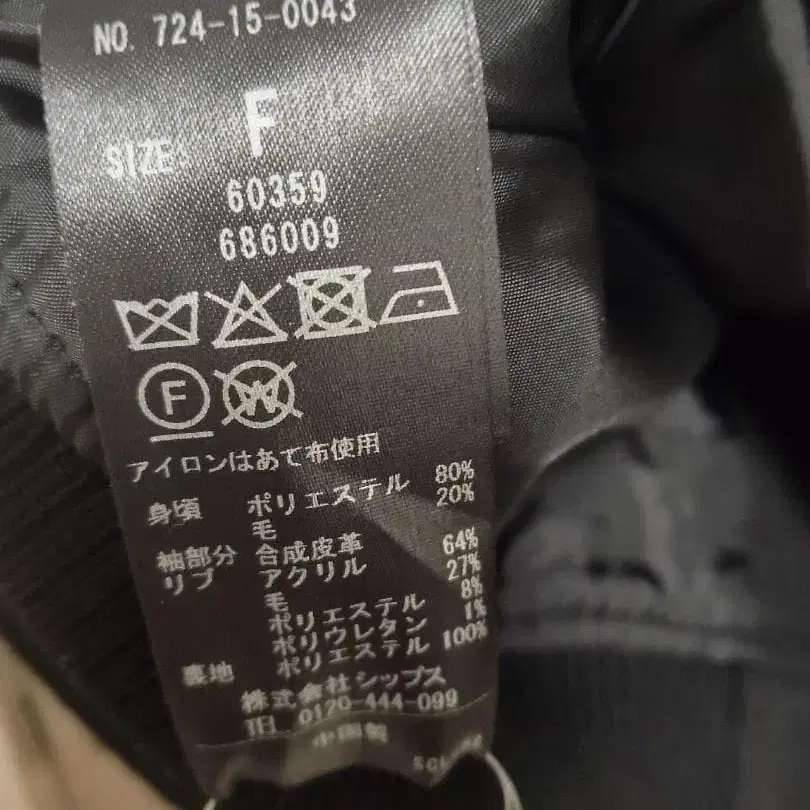 NO. 724-15-0043
SIZE: F
60359
686009
F W
アイロンはあて布使用
身頃 ポリエステル 80%
毛 20%
袖部分 合成皮革
リブ アクリル 64%
毛 27%
ポリエステル 8%
ポリウレタン 1%
裏地 ポリエステル 100%
株式会社シップス
TEL. 0120-444-099
中国製